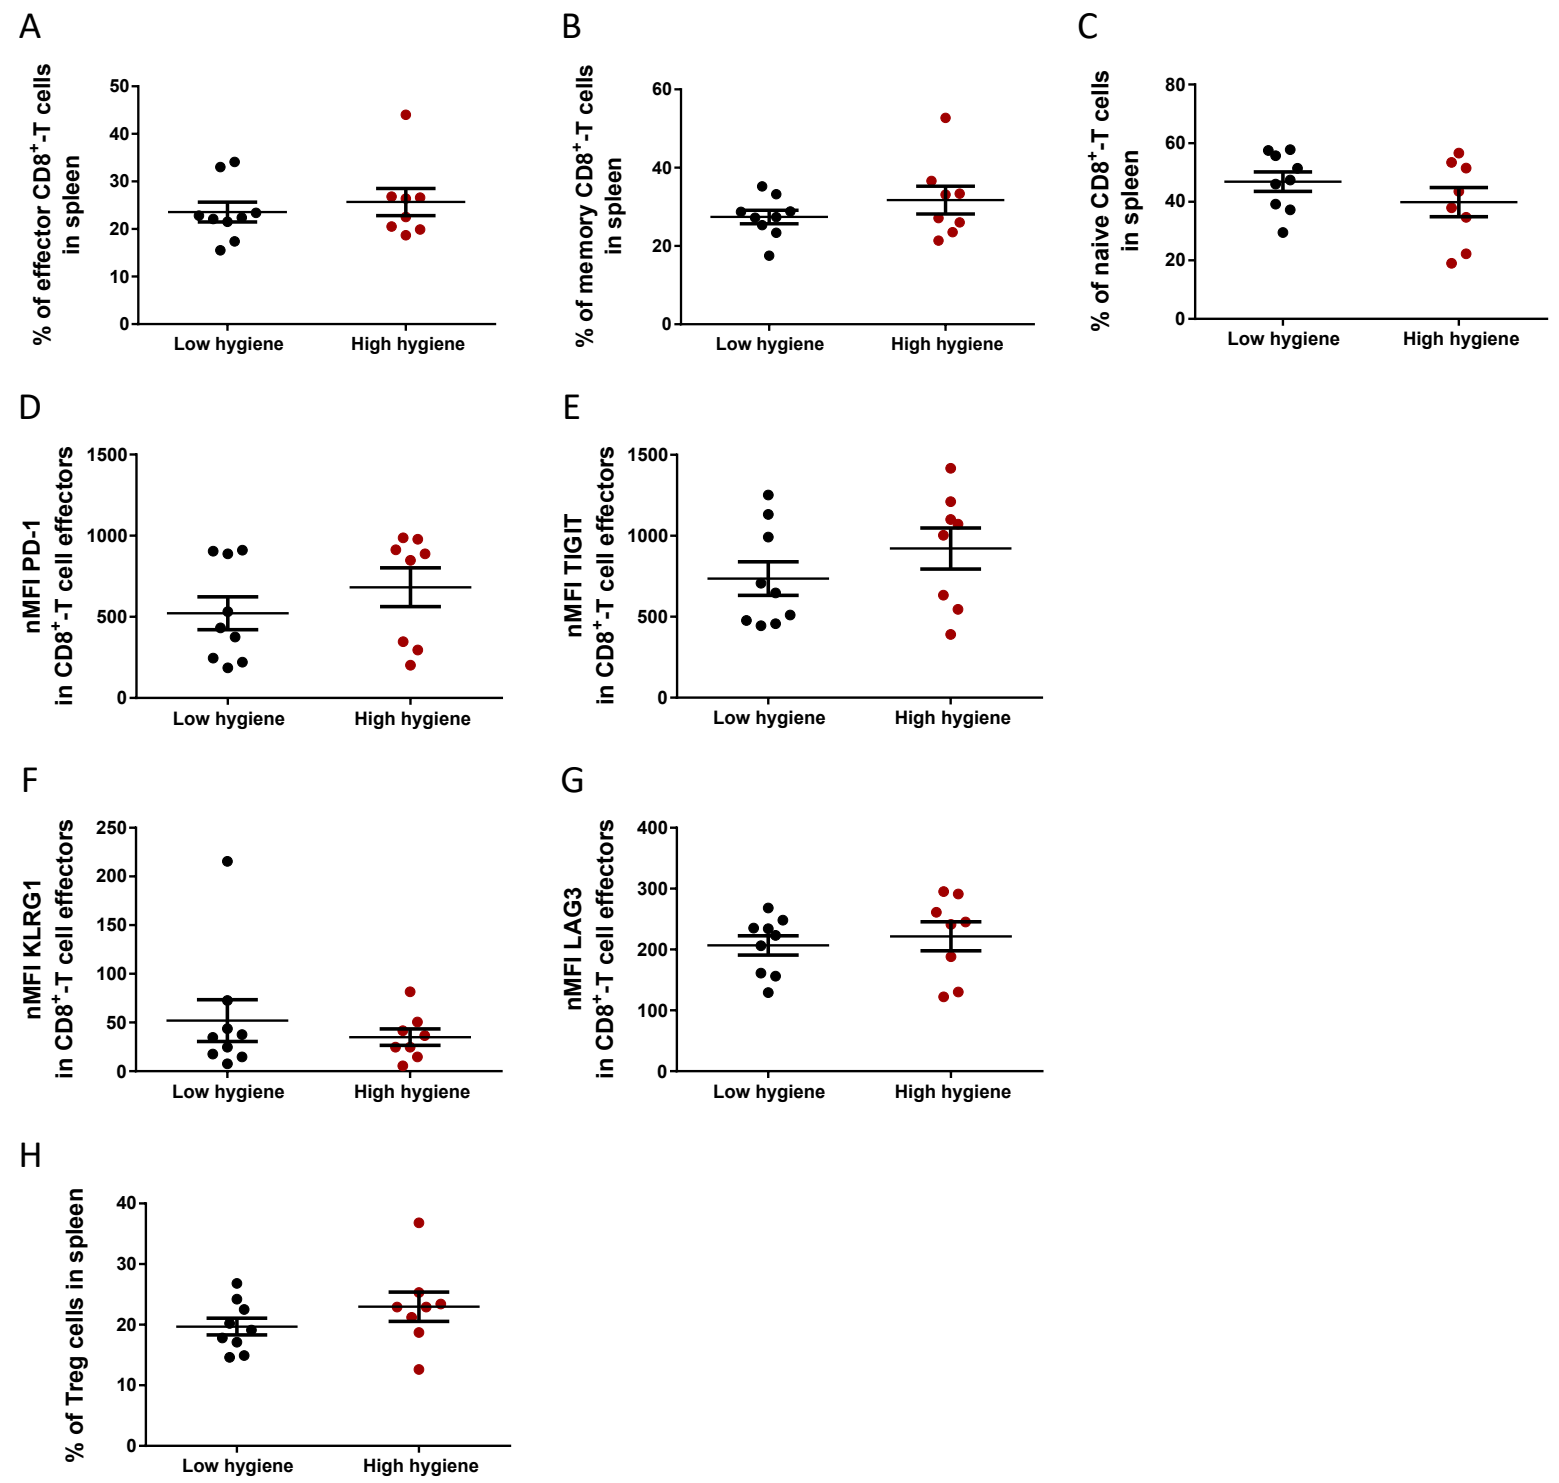 A
% of effector CD8+-T cells
in spleen
50
40
30
20
10
0
Low hygiene
High hygiene
B
% of memory CD8+-T cells
in spleen
60
40
20
0
Low hygiene
High hygiene
C
% of naive CD8+-T cells
in spleen
80
60
40
20
0
Low hygiene
High hygiene
D
nMFI PD-1
in CD8+-T cell effectors
1500
1000
500
0
Low hygiene
High hygiene
E
nMFI TIGIT
in CD8+-T cell effectors
1500
1000
500
0
Low hygiene
High hygiene
F
nMFI KLRG1
in CD8+-T cell effectors
250
200
150
100
50
0
Low hygiene
High hygiene
G
nMFI LAG3
in CD8+-T cell effectors
400
300
200
100
0
Low hygiene
High hygiene
H
% of Treg cells in spleen
40
30
20
10
0
Low hygiene
High hygiene